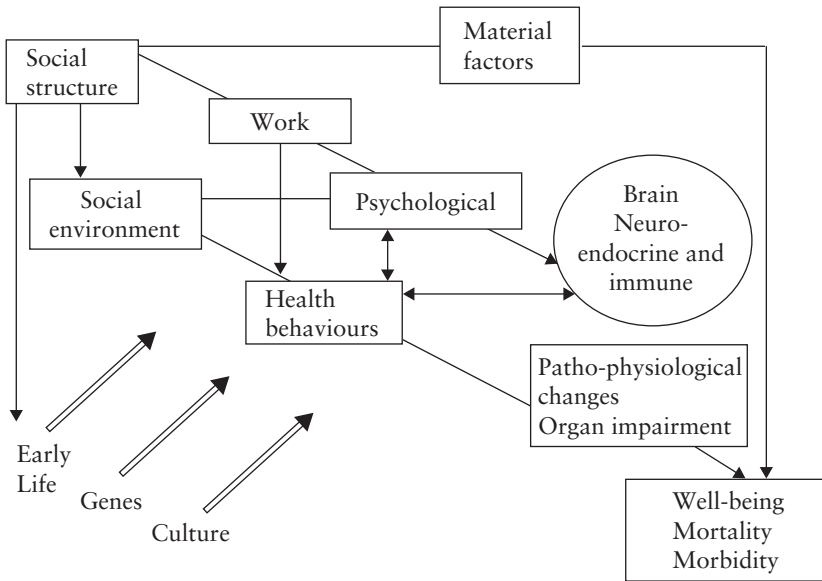 Social
structure
Material
factors
Work
Social
environment
Psychological
Brain
Neuro-
endocrine and
immune
Health
behaviours
Patho-physiological
changes
Organ impairment
Early
Life
Genes
Culture
Well-being
Mortality
Morbidity